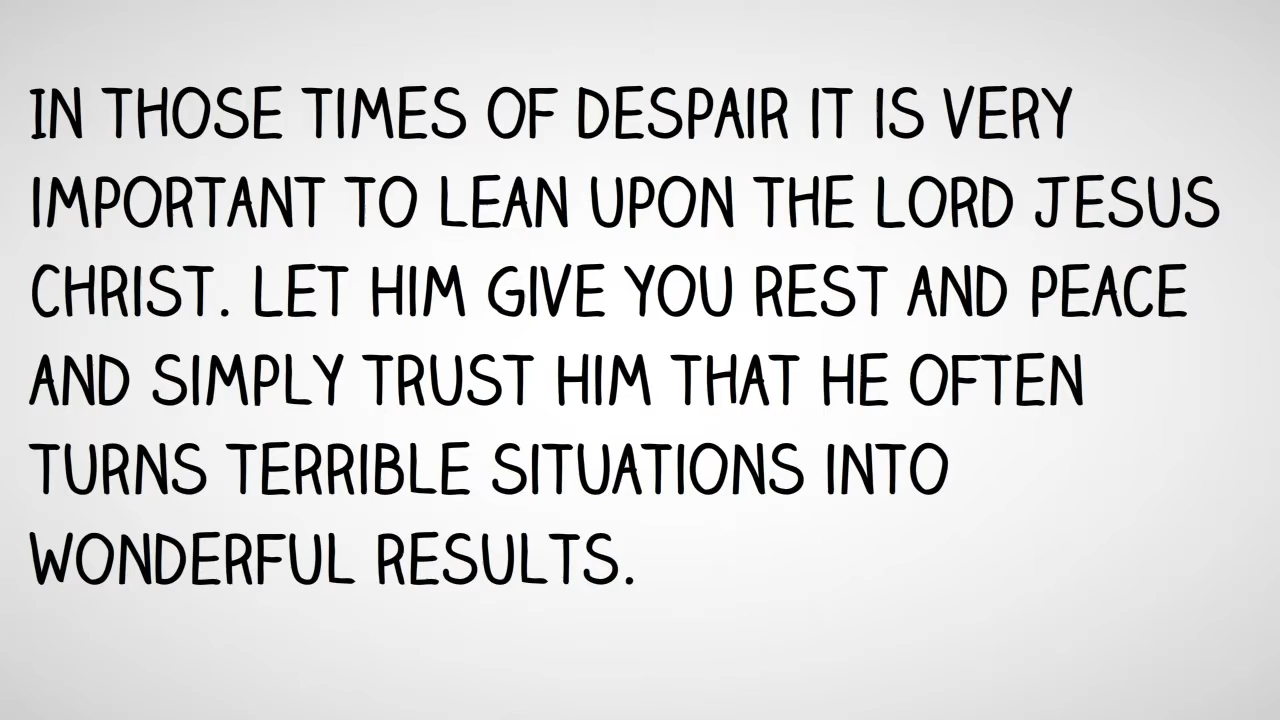 IN THOSE TIMES OF DESPAIR IT IS VERY
IMPORTANT TO LEAN UPON THE LORD JESUS
CHRIST. LET HIM GIVE YOU REST AND PEACE
AND SIMPLY TRUST HIM THAT HE OFTEN
TURNS TERRIBLE SITUATIONS INTO
WONDERFUL RESULTS.